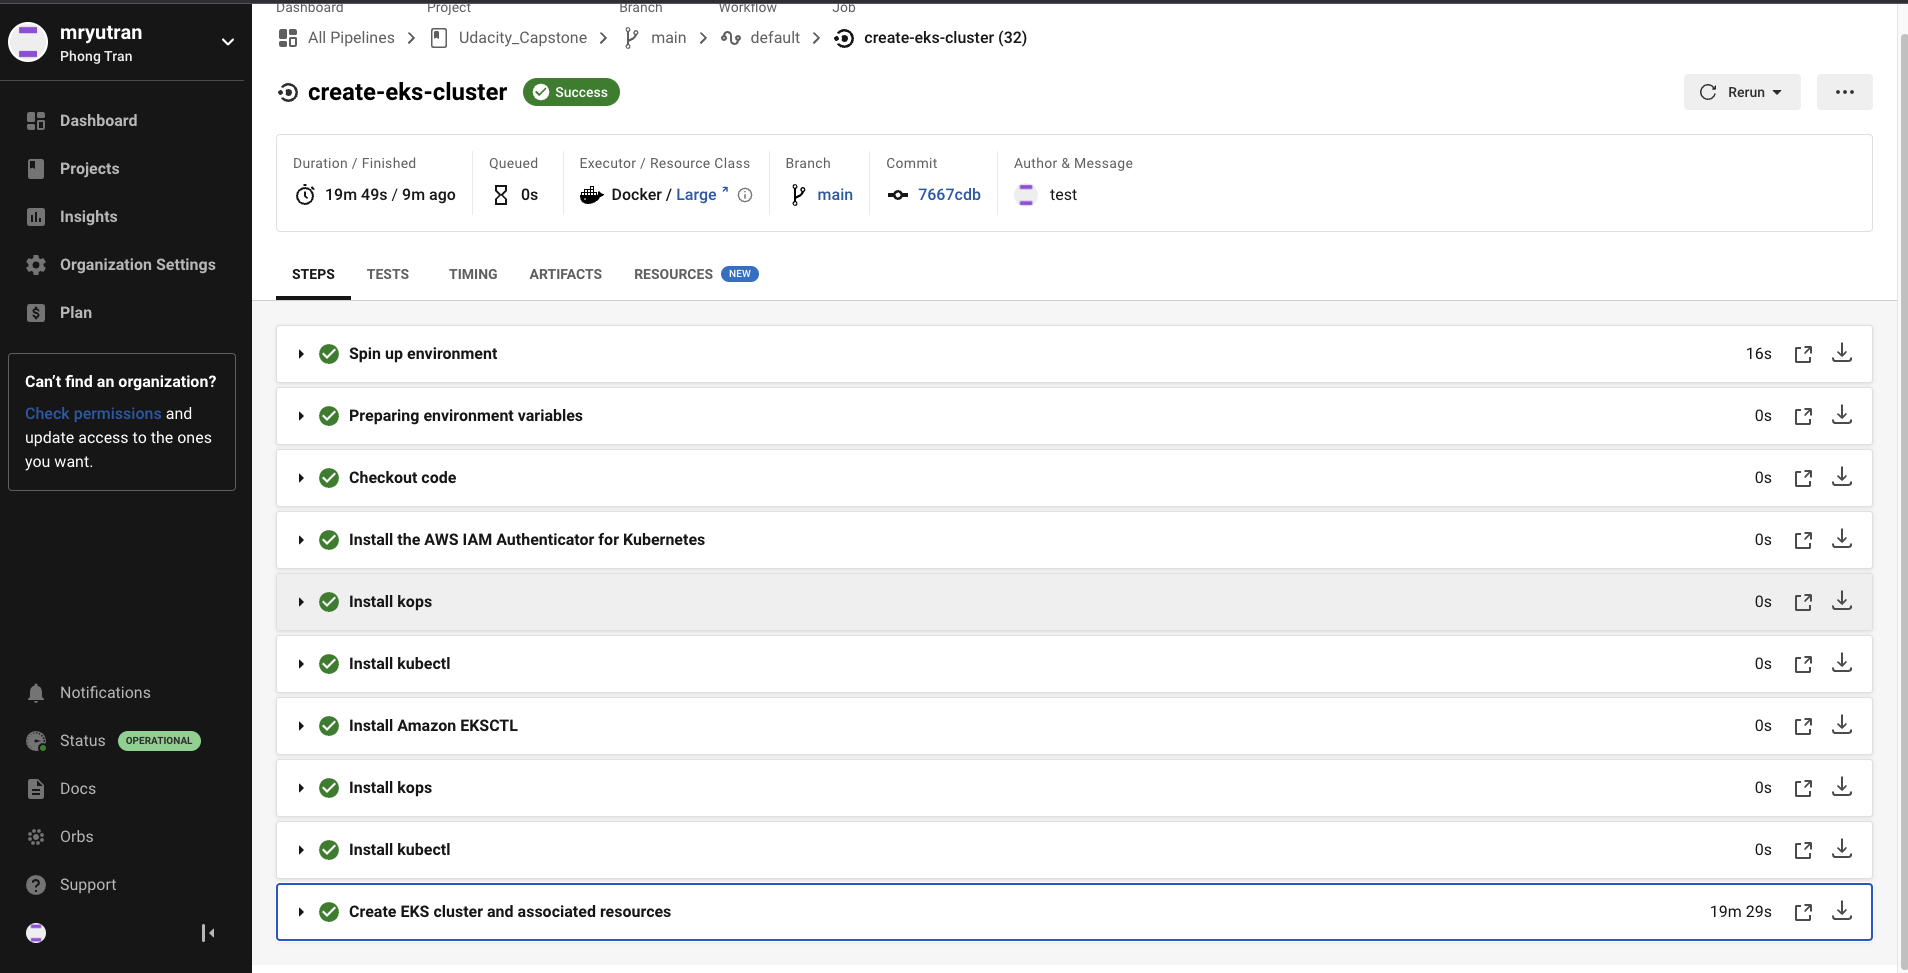 mryutran
Phong Tran
Dashboard
Projects
Insights
Organization Settings
Plan
Can't find an organization?
Check permissions and
update access to the ones
you want.
Notifications
Status OPERATIONAL
Docs
Orbs
Support
Dashboard Project Branch Workflow Job
All Pipelines Udacity_Capstone main default create-eks-cluster (32)
create-eks-cluster Success Rerun
Duration / Finished Queued Executor / Resource Class Branch Commit Author & Message
19m 49s / 9m ago 0s Docker / Large main 7667cdb test
STEPS TESTS TIMING ARTIFACTS RESOURCES NEW
Spin up environment 16s
Preparing environment variables 0s
Checkout code 0s
Install the AWS IAM Authenticator for Kubernetes 0s
Install kops 0s
Install kubectl 0s
Install Amazon EKSCTL 0s
Install kops 0s
Install kubectl 0s
Create EKS cluster and associated resources 19m 29s